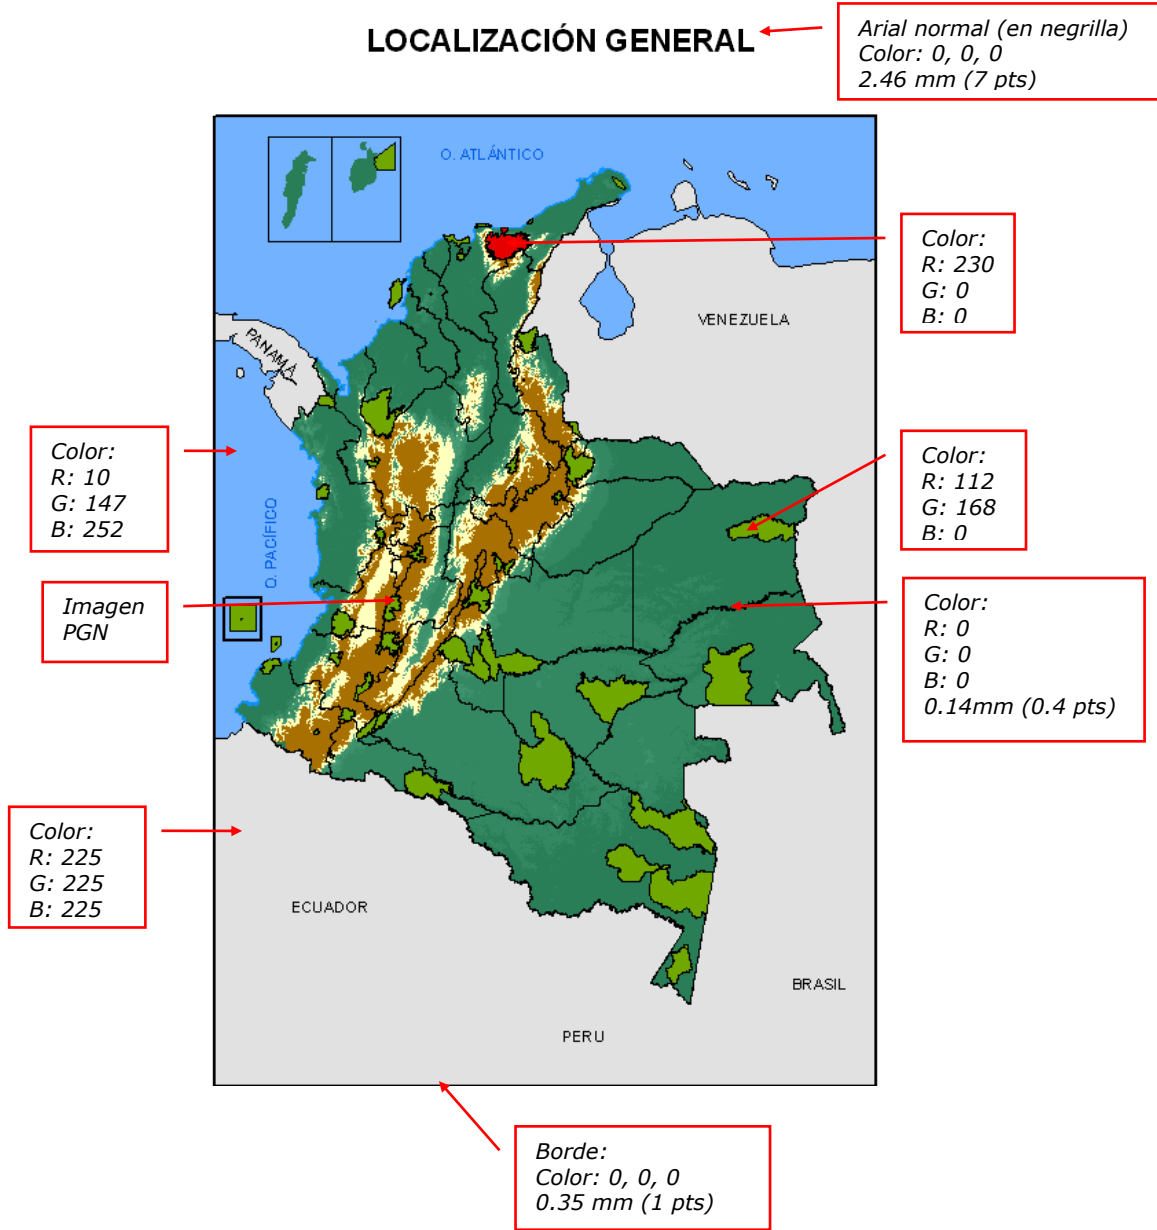 LOCALIZACIÓN GENERAL
Arial normal (en negrilla)
Color: 0, 0, 0
2.46 mm (7 pts)
O. ATLÁNTICO
Color:
R: 230
G: 0
B: 0
VENEZUELA
PANAMÁ
Color:
R: 10
G: 147
B: 252
O. PACÍFICO
Color:
R: 112
G: 168
B: 0
Imagen
PGN
Color:
R: 0
G: 0
B: 0
0.14mm (0.4 pts)
Color:
R: 225
G: 225
B: 225
ECUADOR
BRASIL
PERU
Borde:
Color: 0, 0, 0
0.35 mm (1 pts)